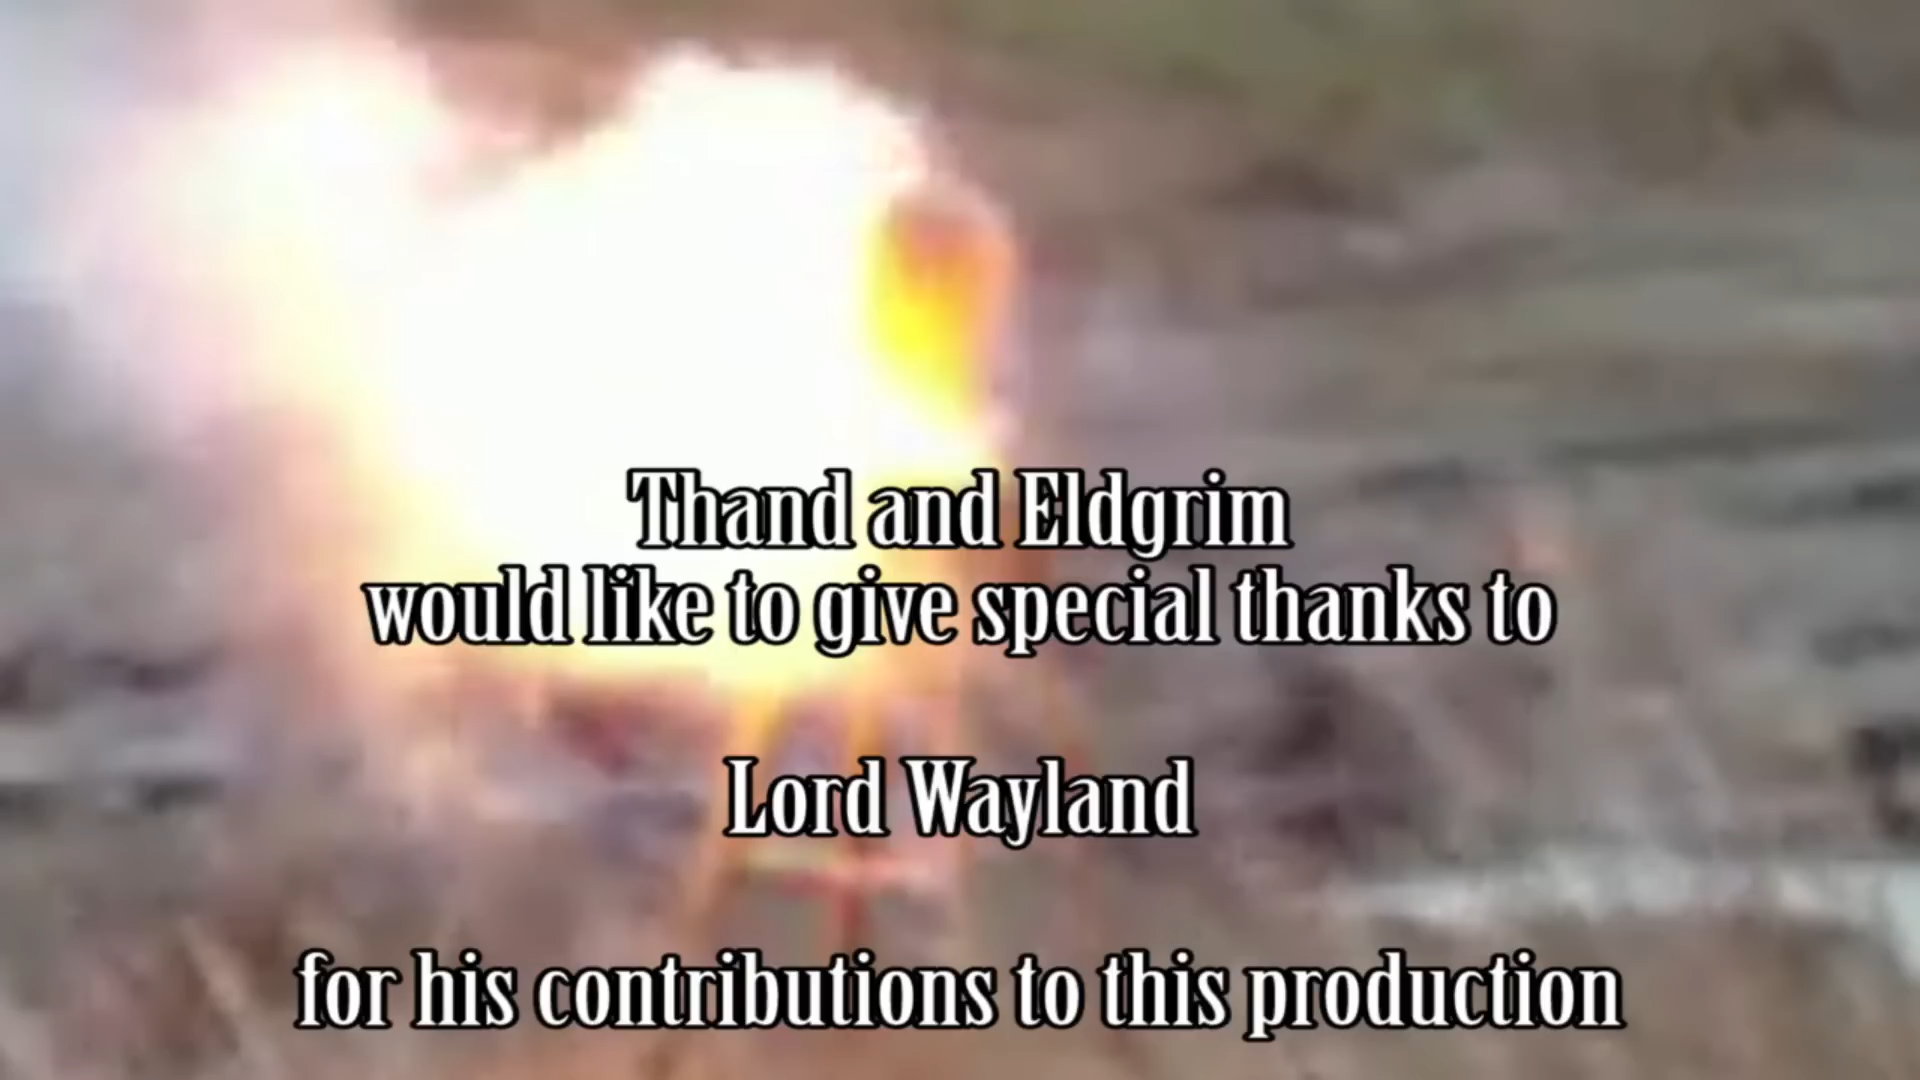 Thand and Eldgrim
would like to give special thanks to
Lord Wayland
for his contributions to this production